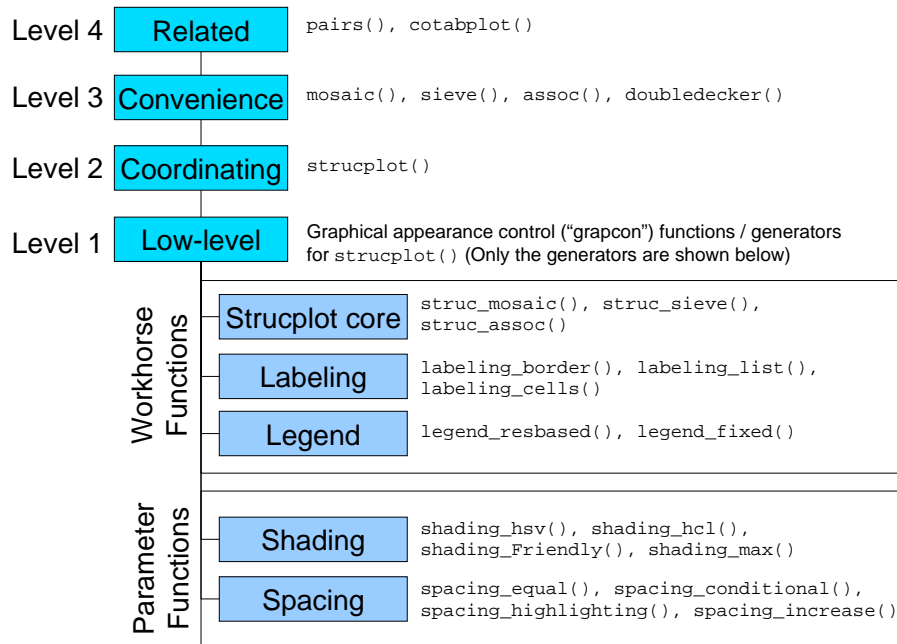 Level 4 Related pairs(), cotabplot()
Level 3 Convenience mosaic(), sieve(), assoc(), doubledecker()
Level 2 Coordinating strucplot()
Level 1 Low-level Graphical appearance control (“grapcon”) functions / generators
for strucplot() (Only the generators are shown below)
Workhorse
Functions
Strucplot core struc_mosaic(), struc_sieve(),
struc_assoc()
Labeling labeling_border(), labeling_list(),
labeling_cells()
Legend legend_resbased(), legend_fixed()
Parameter
Functions
Shading shading_hsv(), shading_hcl(),
shading_Friendly(), shading_max()
Spacing spacing_equal(), spacing_conditional(),
spacing_highlighting(), spacing_increase()